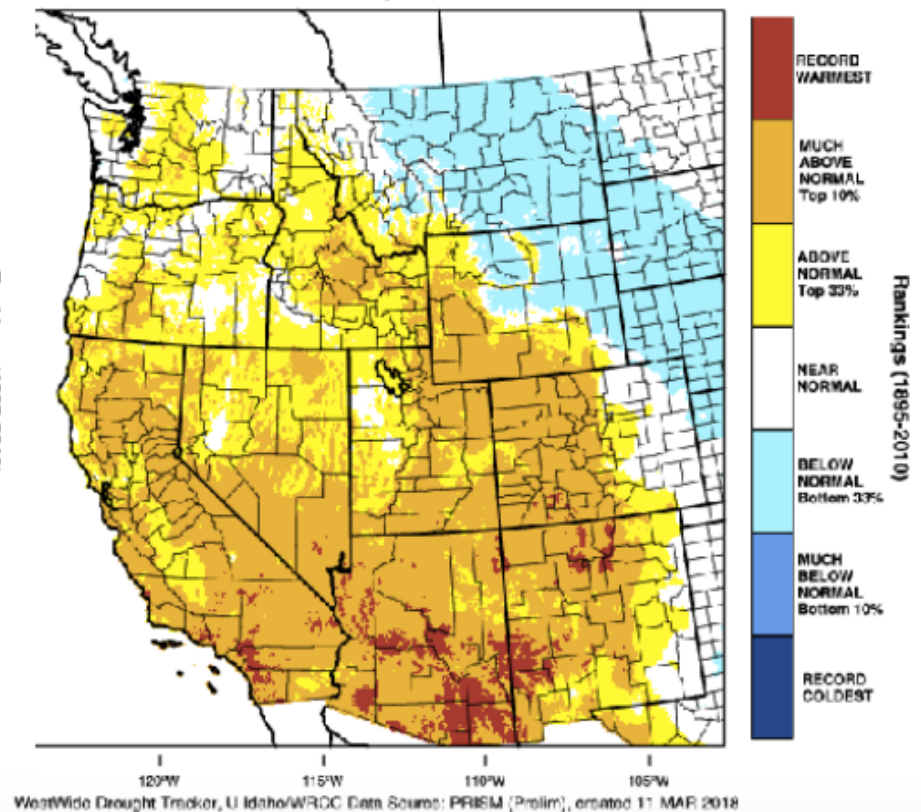 RECORD
WARMEST
MUCH
ABOVE
NORMAL
Top 10%
ABOVE
NORMAL
Top 33%
NEAR
NORMAL
BELOW
NORMAL
Bottom 33%
MUCH
BELOW
NORMAL
Bottom 10%
RECORD
COLDEST
Rankings (1895-2010)
120°W 115°W 110°W 105°W
WestWide Drought Tracker, U Idaho/WRCC Data Source: PRISM (Prelim), created 11 MAR 2018